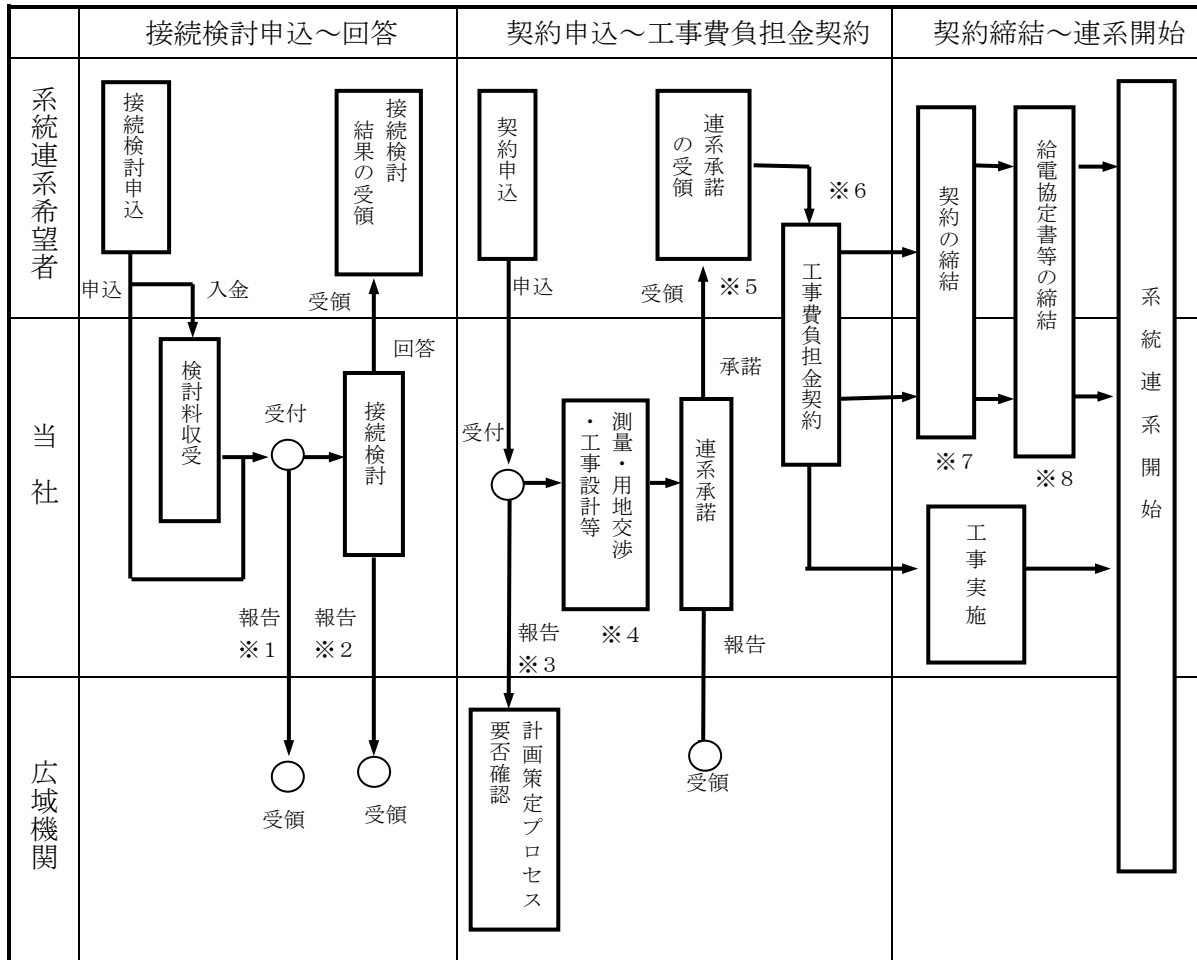 接続検討申込～回答
契約申込～工事費負担金契約
契約締結～連系開始
系統連系希望者
接続検討申込
申込
入金
接続検討
結果の受領
受領
契約申込
申込
連系承諾
の受領
受領
※5
※6
工事費負担金契約
契約の締結
※7
給電協定書等の締結
※8
系統連系開始
当社
検討料収受
受付
接続検討
回答
報告
※1
報告
※2
受付
測量・用地交渉
・工事設計等
※4
連系承諾
承諾
報告
※3
報告
工事実施
広域機関
受領
受領
計画策定プロセス
要否確認
受領